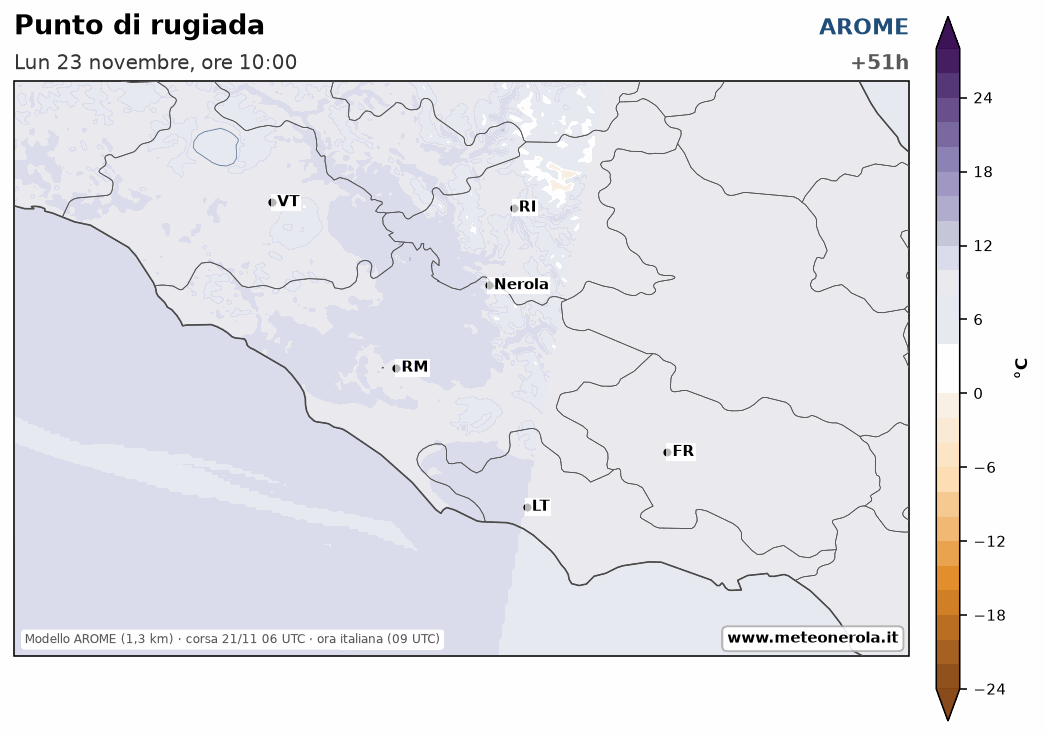 Punto di rugiada
AROME
Lun 23 novembre, ore 10:00
+51h
24
18
12
6
0
−6
−12
−18
−24
°C
VT
RI
Nerola
RM
FR
LT
Modello AROME (1,3 km) · corsa 21/11 06 UTC · ora italiana (09 UTC)
www.meteonerola.it